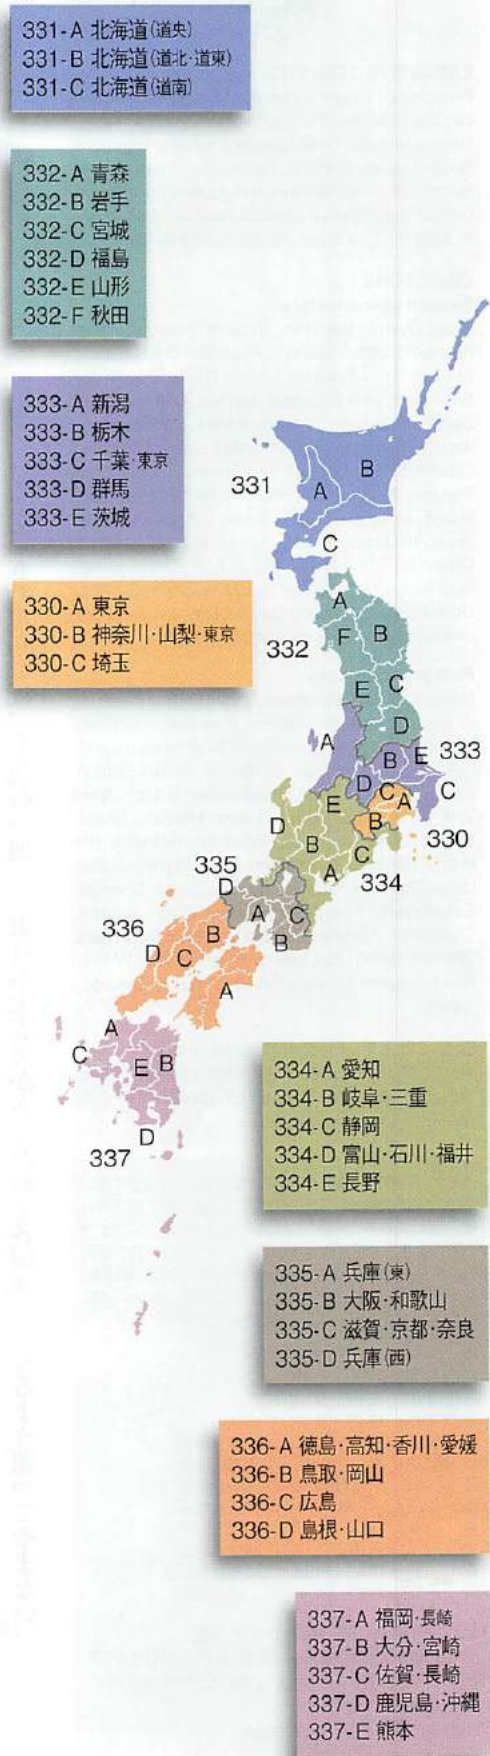 331-A 北海道(道央)
331-B 北海道(道北·道東)
331-C 北海道(道南)
332-A 青森
332-B 岩手
332-C 宮城
332-D 福島
332-E 山形
332-F 秋田
333-A 新潟
333-B 栃木
333-C 千葉·東京
333-D 群馬
333-E 茨城
330-A 東京
330-B 神奈川·山梨·東京
330-C 埼玉
331
B
A
C
A
332
F
B
E
C
D
A
B
E
333
D
C
A
C
E
B
330
D
B
C
A
334
335
D
A
C
B
336
B
D
C
A
A
C
E
B
D
337
334-A 愛知
334-B 岐阜·三重
334-C 静岡
334-D 富山·石川·福井
334-E 長野
335-A 兵庫(東)
335-B 大阪·和歌山
335-C 滋賀·京都·奈良
335-D 兵庫(西)
336-A 徳島·高知·香川·愛媛
336-B 鳥取·岡山
336-C 広島
336-D 島根·山口
337-A 福岡·長崎
337-B 大分·宮崎
337-C 佐賀·長崎
337-D 鹿児島·沖縄
337-E 熊本